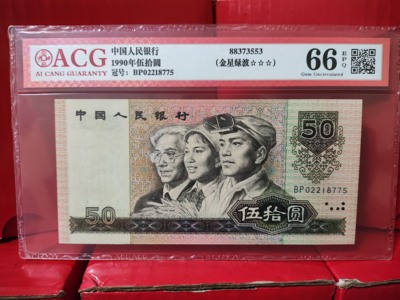 ACG
AI CANG GUARANTY
中国人民银行
1990年伍拾圆
冠号: BP02218775
88373553
(金星绿波☆☆☆)
66
EPQ
Gem Uncirculated
中国人民银行
50
BP02218775
50
伍拾圆